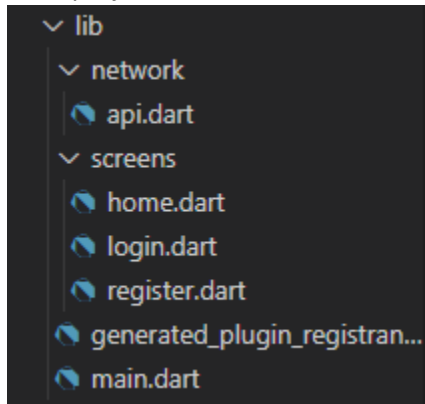 lib
network
api.dart
screens
home.dart
login.dart
register.dart
generated_plugin_registran...
main.dart